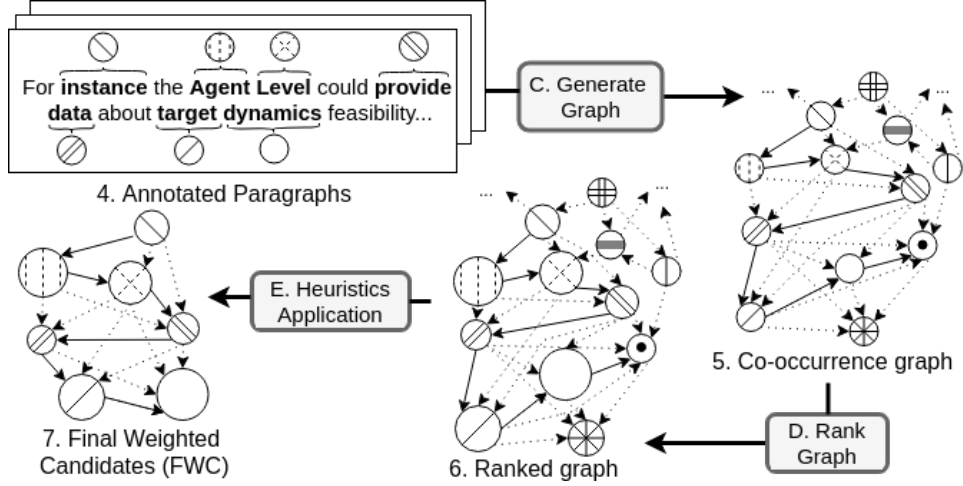 For instance the Agent Level could provide
data about target dynamics feasibility...
4. Annotated Paragraphs
C. Generate
Graph
...
...
5. Co-occurrence graph
D. Rank
Graph
...
...
6. Ranked graph
E. Heuristics
Application
7. Final Weighted
Candidates (FWC)